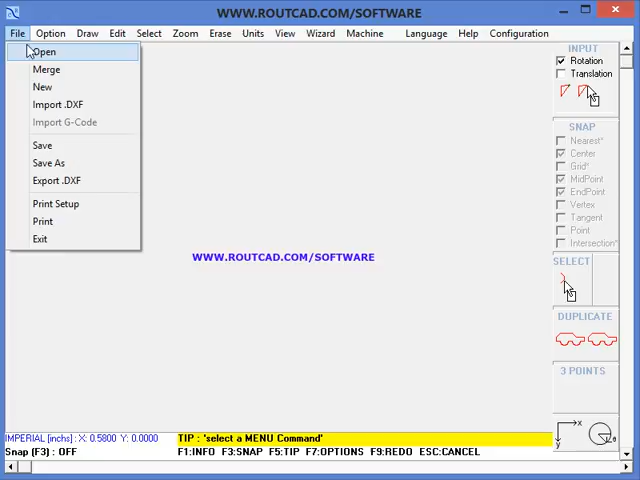 WWW.ROUTCAD.COM/SOFTWARE
File Option Draw Edit Select Zoom Erase Units View Wizard Machine Language Help Configuration
Open
Merge
New
Import .DXF
Import G-Code
Save
Save As
Export .DXF
Print Setup
Print
Exit
WWW.ROUTCAD.COM/SOFTWARE
INPUT
Rotation
Translation
SNAP
Nearest*
Center
Grid*
MidPoint
EndPoint
Vertex
Tangent
Point
Intersection*
SELECT
DUPLICATE
3 POINTS
x
y
IMPERIAL [inchs]: X: 0.5800 Y: 0.0000
TIP : 'select a MENU Command'
Snap (F3) : OFF
F1:INFO F3:SNAP F5:TIP F7:OPTIONS F9:REDO ESC:CANCEL